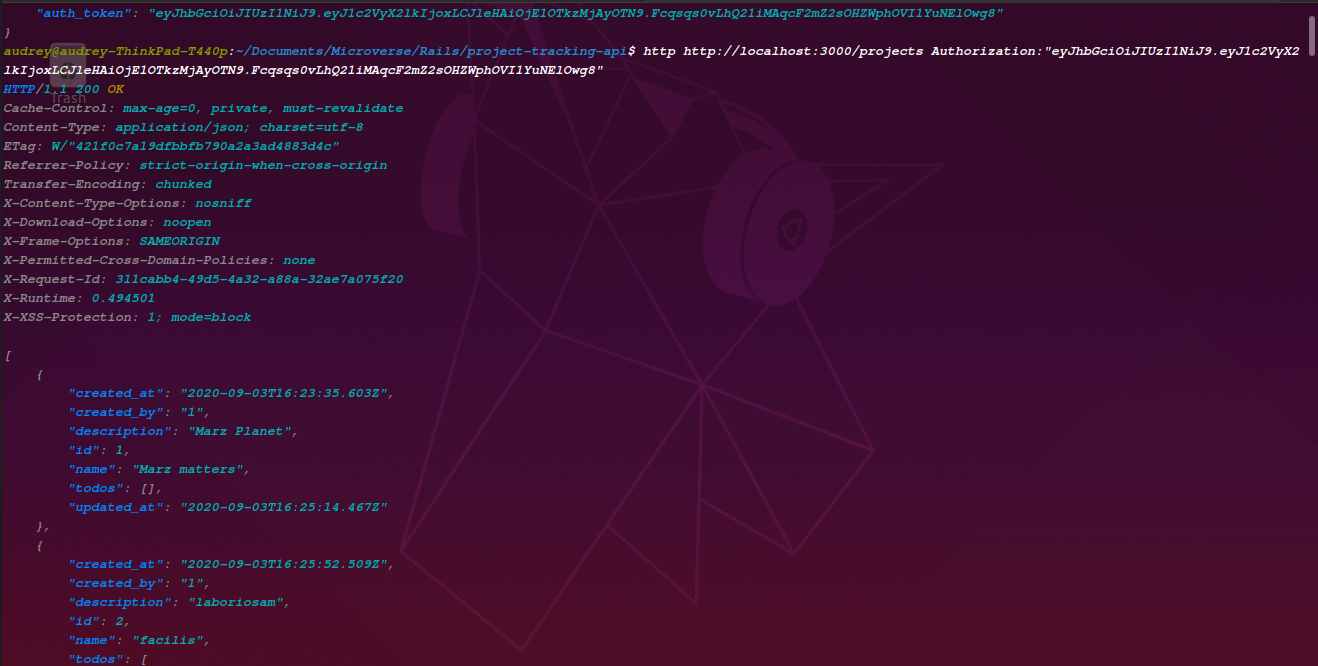 "auth_token": "eyJhbGciOiJIUzI1NiJ9.eyJ1c2VyX2lkIjoxLCJleHAiOjE1OTkzMjAyOTN9.Fcqsqs0vLhQ2liMAqcF2mZ2sOHZWphOVI1YuNElOwg8"
}
audrey@audrey-ThinkPad-T440p:~/Documents/Microverse/Rails/project-tracking-api$ http http://localhost:3000/projects Authorization:"eyJhbGciOiJIUzI1NiJ9.eyJ1c2VyX2
lkIjoxLCJleHAiOjE1OTkzMjAyOTN9.Fcqsqs0vLhQ2liMAqcF2mZ2sOHZWphOVI1YuNElOwg8"
HTTP/1.1 200 OK
Trash
Cache-Control: max-age=0, private, must-revalidate
Content-Type: application/json; charset=utf-8
ETag: W/"421f0c7a19dfbbfb790a2a3ad4883d4c"
Referrer-Policy: strict-origin-when-cross-origin
Transfer-Encoding: chunked
X-Content-Type-Options: nosniff
X-Download-Options: noopen
X-Frame-Options: SAMEORIGIN
X-Permitted-Cross-Domain-Policies: none
X-Request-Id: 311cabb4-49d5-4a32-a88a-32ae7a075f20
X-Runtime: 0.494501
X-XSS-Protection: 1; mode=block
[
{
"created_at": "2020-09-03T16:23:35.603Z",
"created_by": "1",
"description": "Marz Planet",
"id": 1,
"name": "Marz matters",
"todos": [],
"updated_at": "2020-09-03T16:25:14.467Z"
},
{
"created_at": "2020-09-03T16:25:52.509Z",
"created_by": "1",
"description": "laboriosam",
"id": 2,
"name": "facilis",
"todos": [